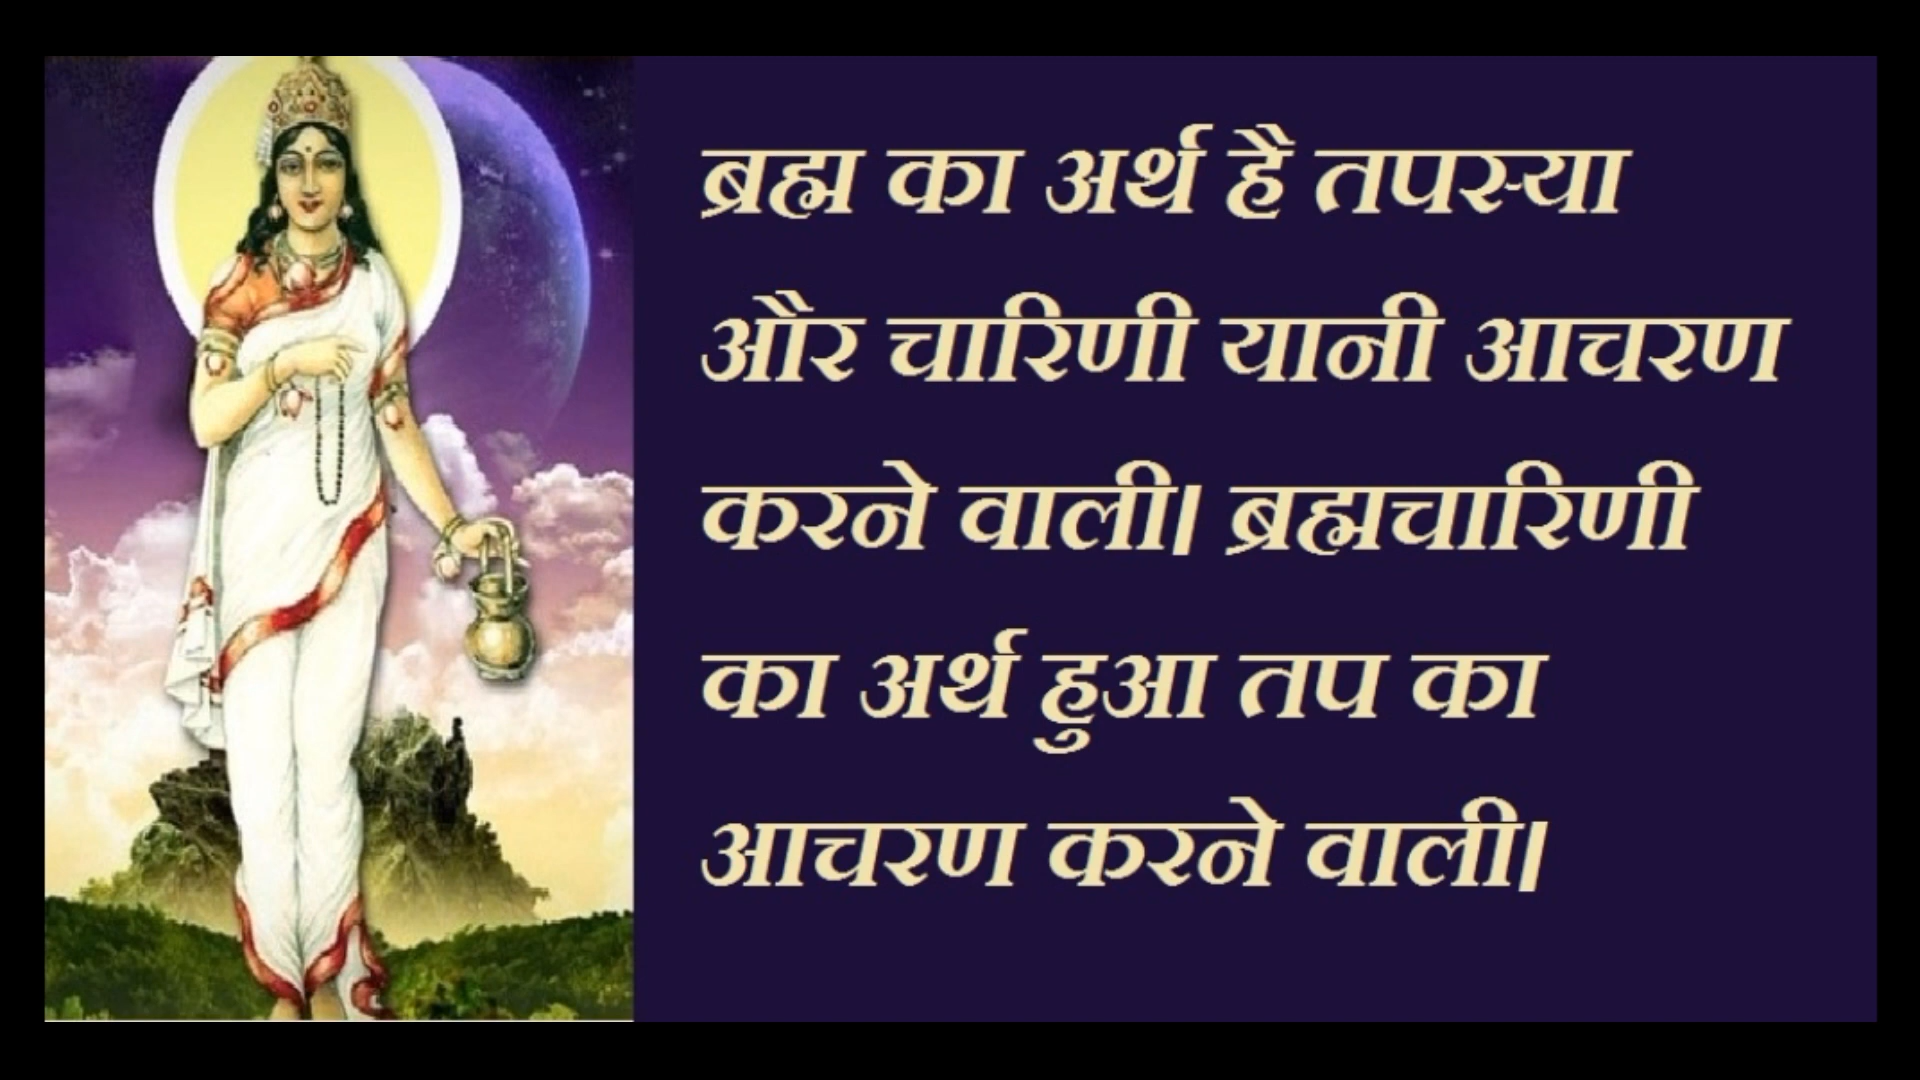 ब्रह्म का अर्थ है तपस्या
और चारिणी यानी आचरण
करने वाली। ब्रह्मचारिणी
का अर्थ हुआ तप का
आचरण करने वाली।